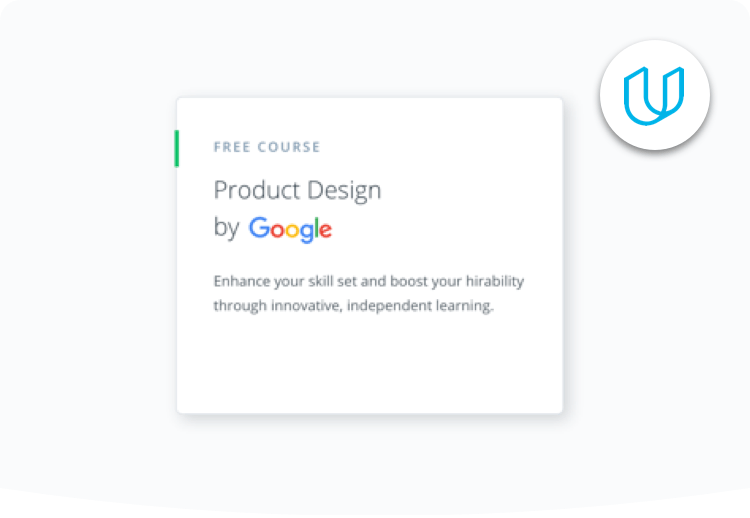 FREE COURSE
Product Design
by Google
Enhance your skill set and boost your hirability
through innovative, independent learning.